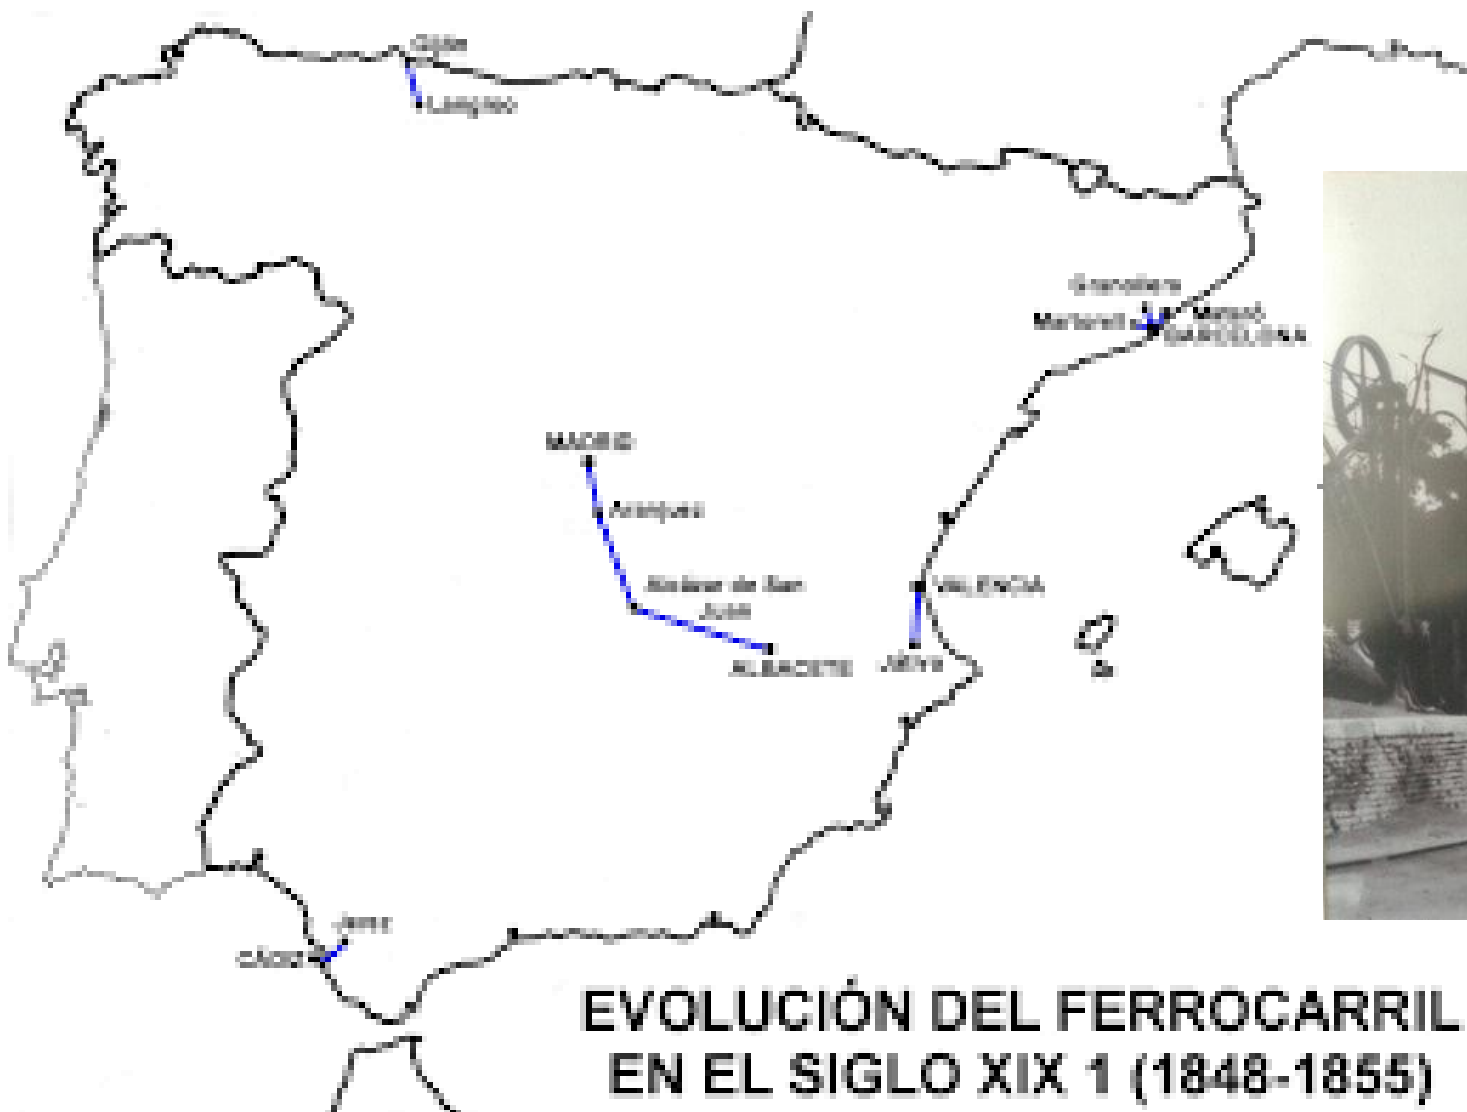 Gijón
Langreo
Granollers
Martorell
Mataró
BARCELONA
MADRID
Aranjuez
Alcázar de San
Juan
VALENCIA
ALBACETE
Játiva
Jerez
CÁDIZ
EVOLUCIÓN DEL FERROCARRIL
EN EL SIGLO XIX 1 (1848-1855)